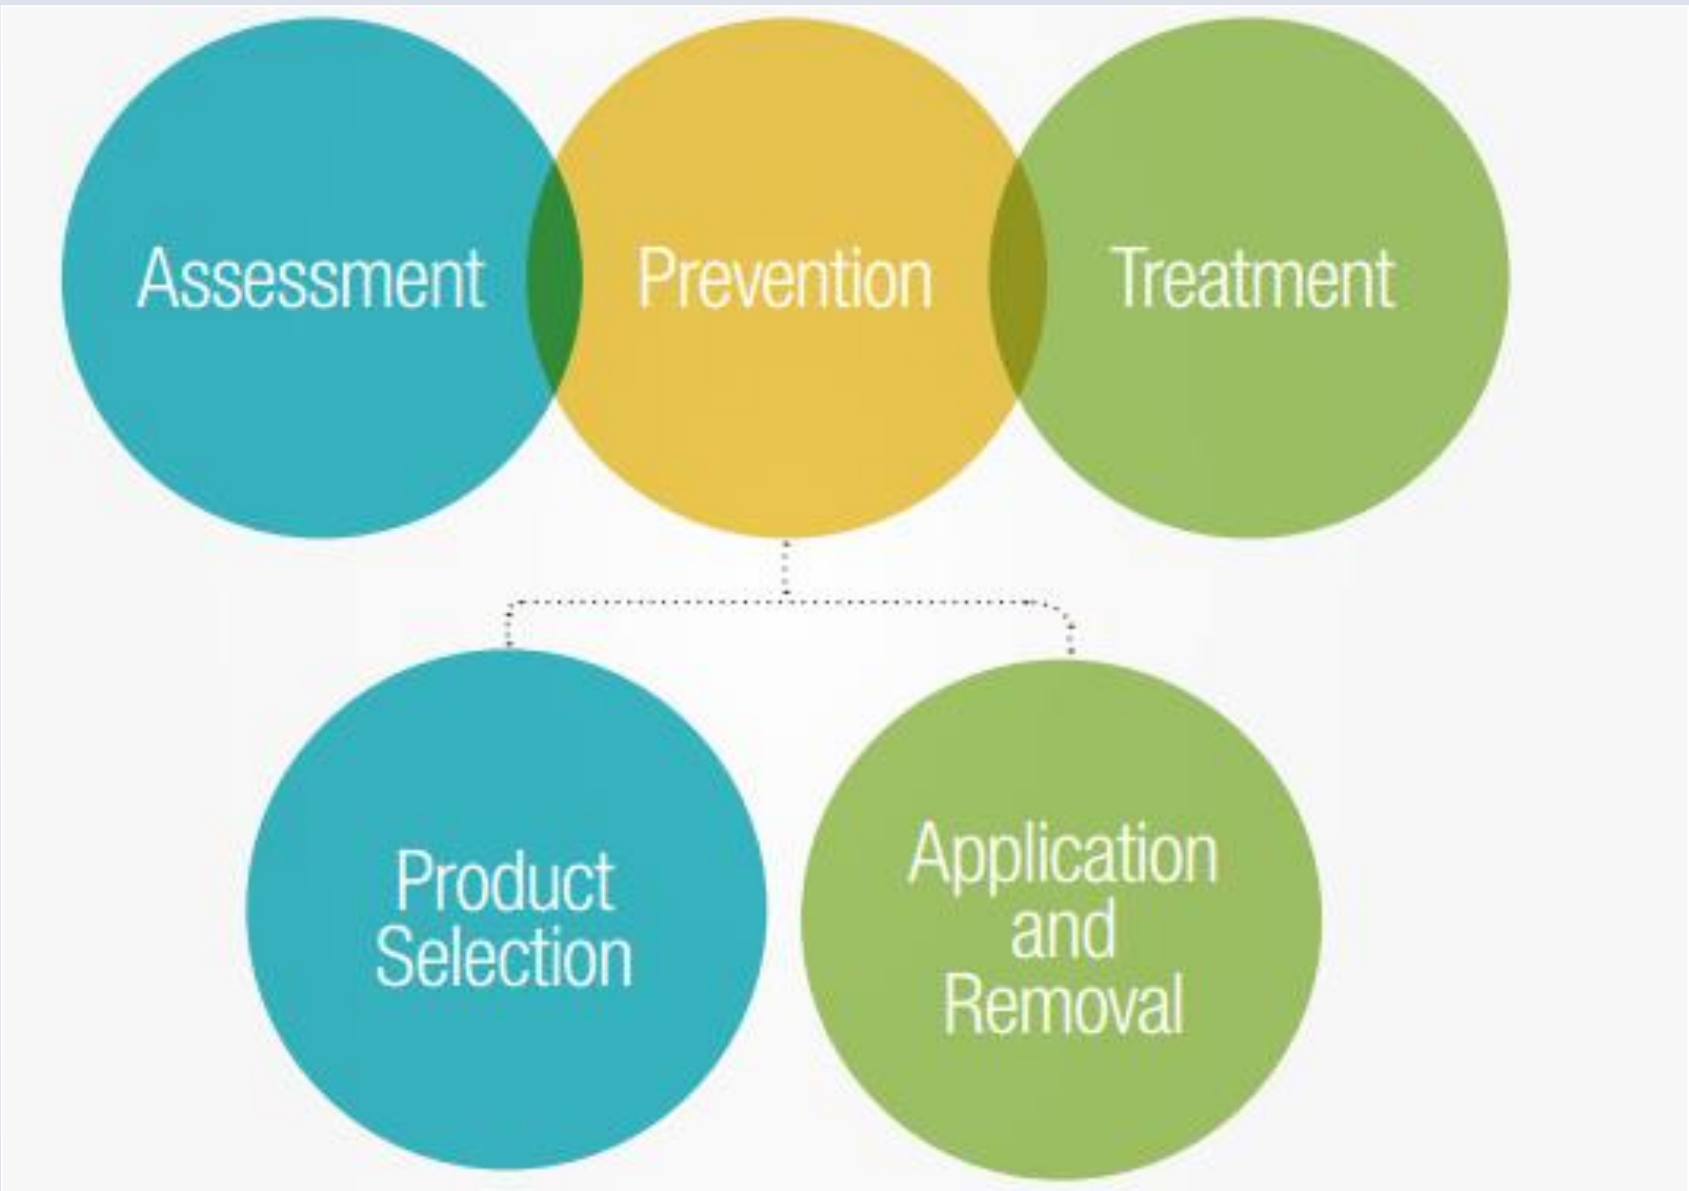 Assessment
Prevention
Treatment
Product
Selection
Application
and
Removal